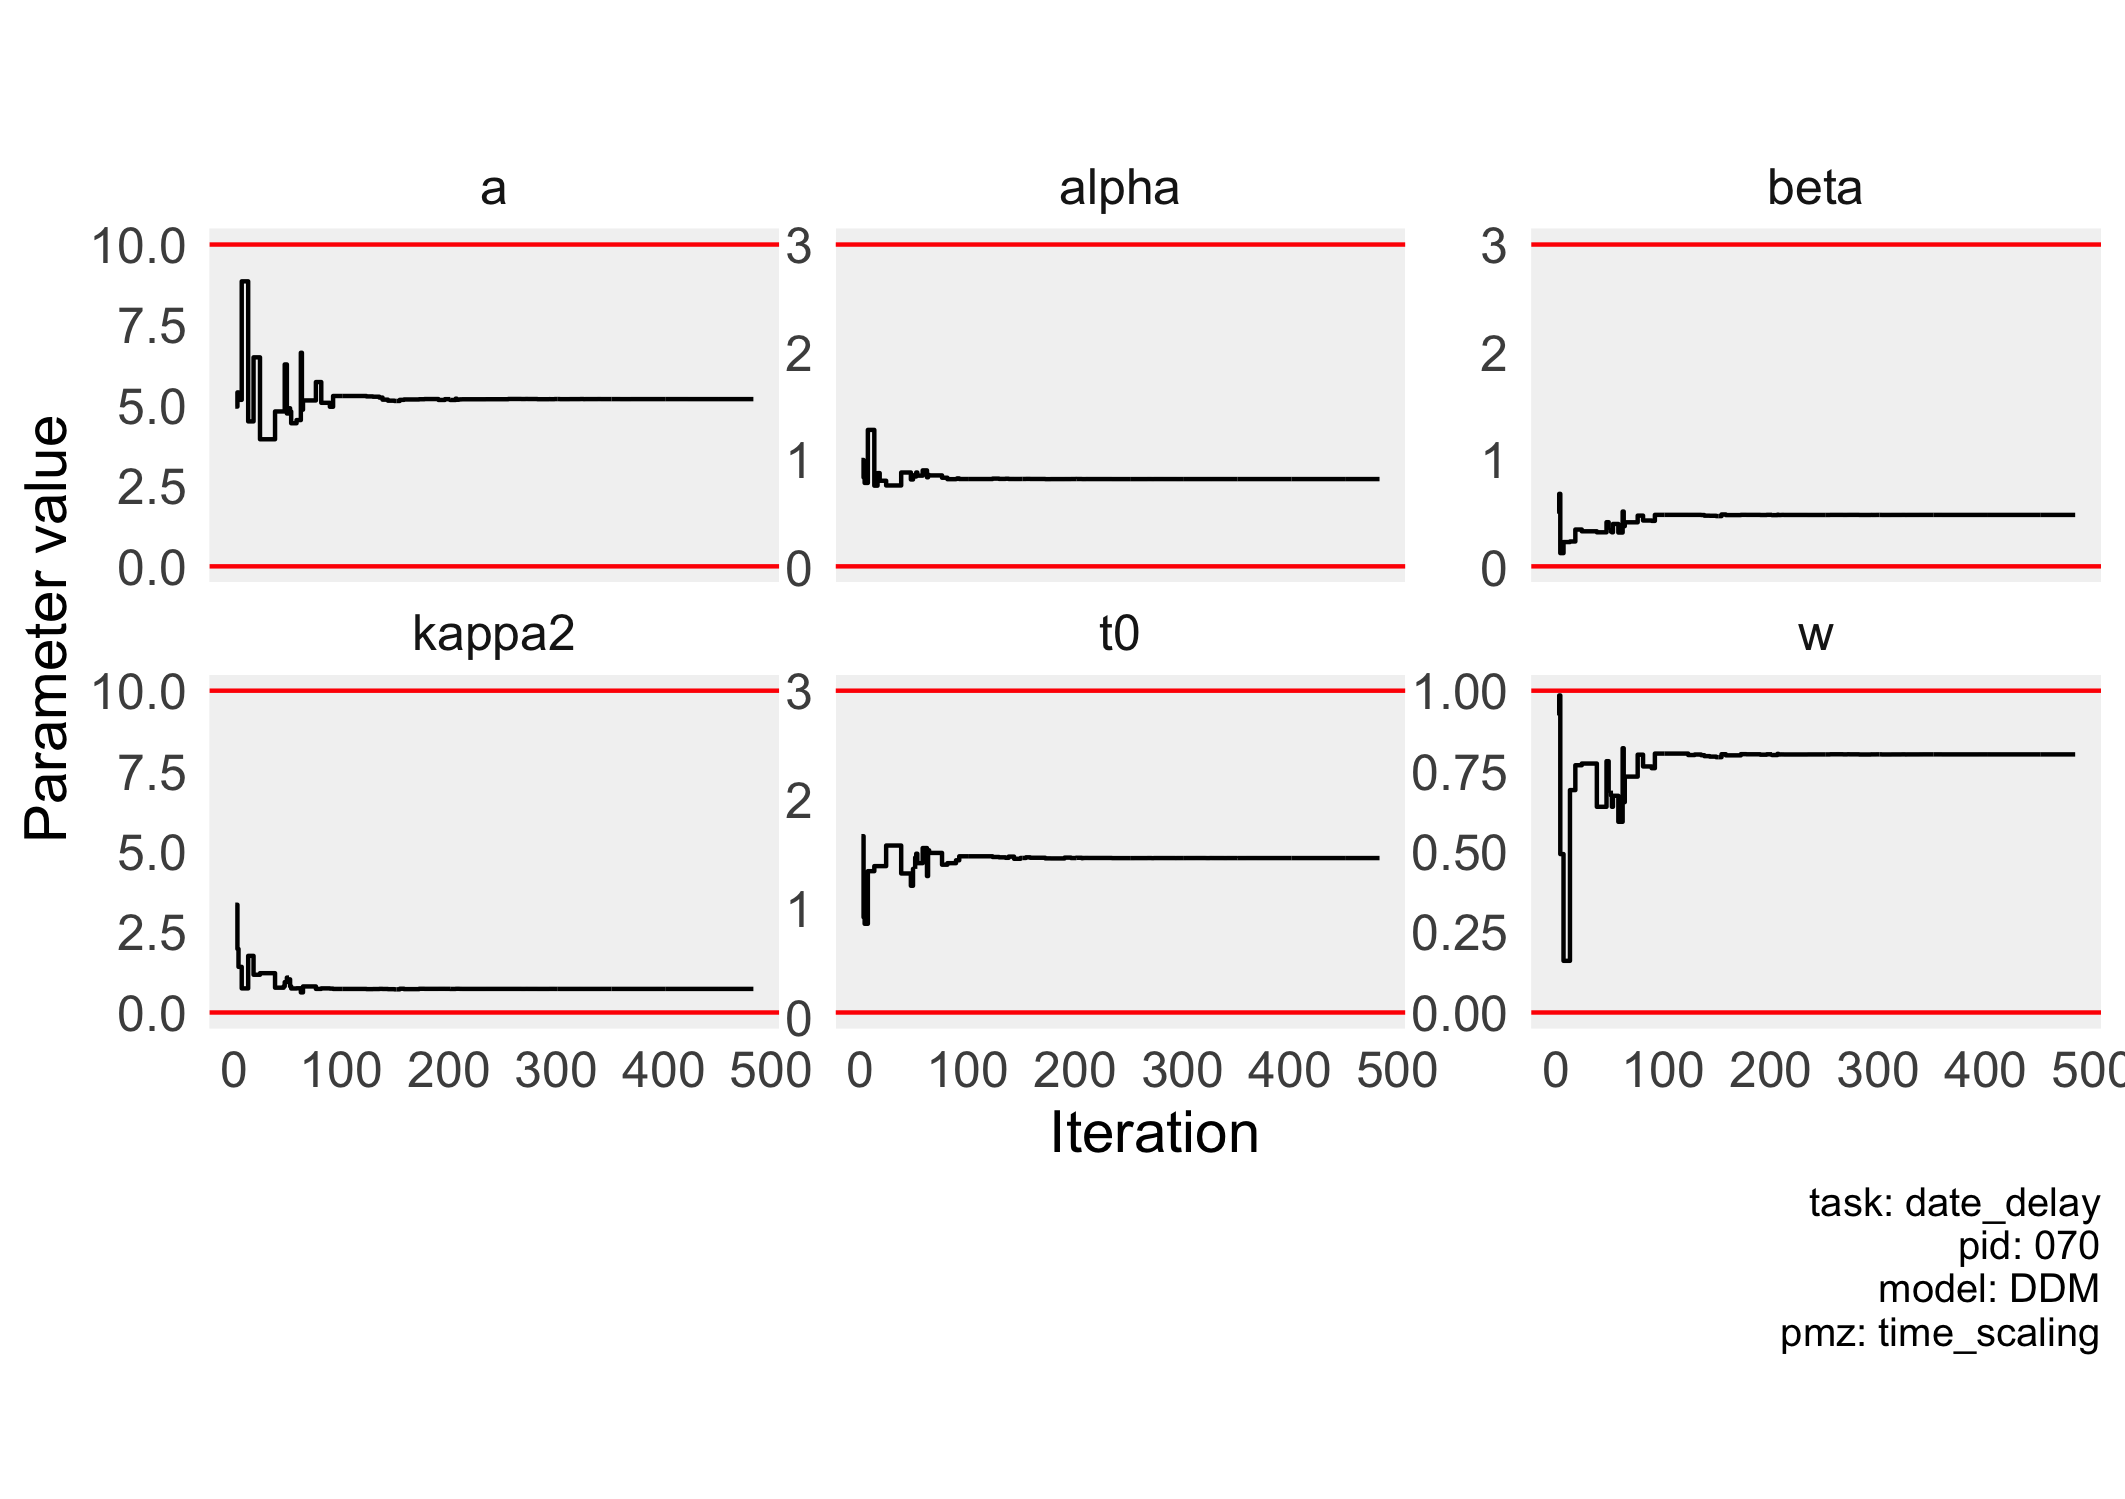 a alpha beta
10.0 3 3
7.5 2 2
5.0 1 1
2.5 0 0
0.0
Parameter value
kappa2 t0 w
10.0 3 1.00
7.5 2 0.75
5.0 1 0.50
2.5 0 0.25
0.0 0.00
0 100 200 300 400 500 0 100 200 300 400 500 0 100 200 300 400 500
Iteration
task: date_delay
pid: 070
model: DDM
pmz: time_scaling